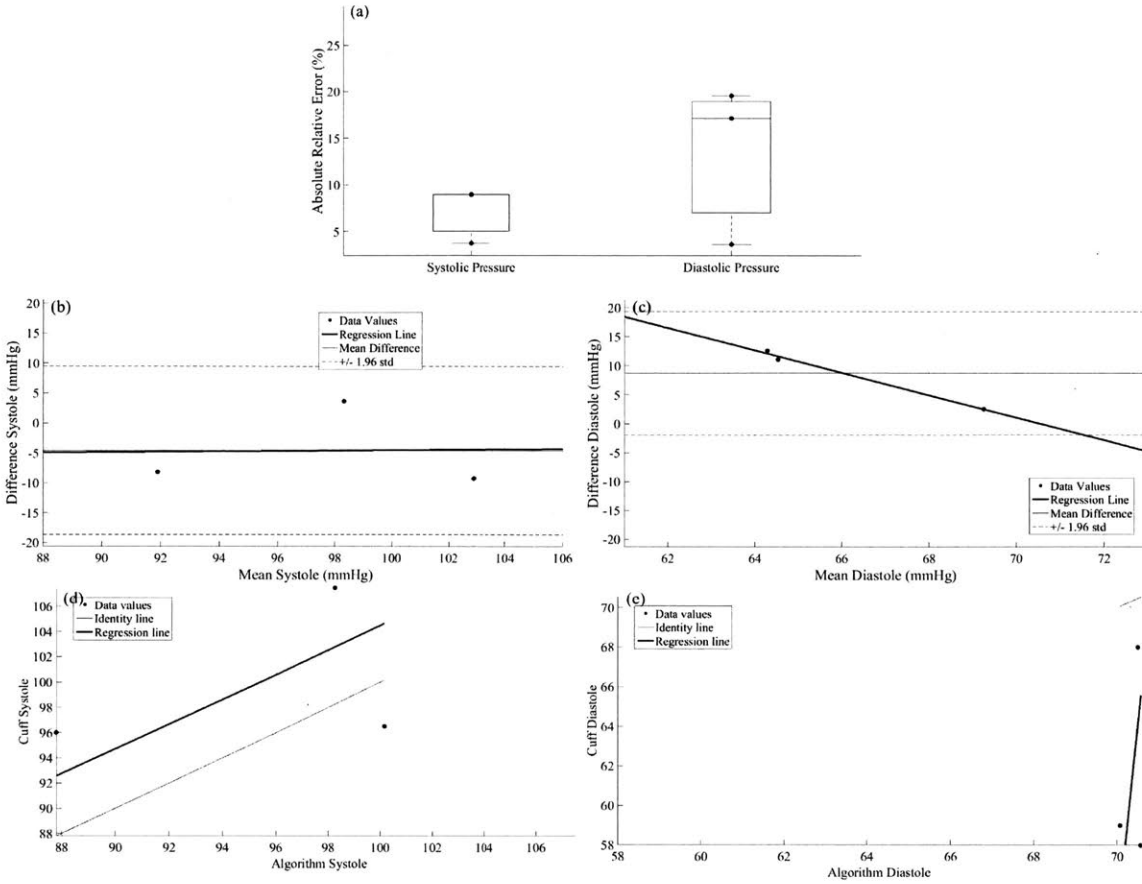 (a)
Absolute Relative Error (%)
25
20
15
10
5
Systolic Pressure
Diastolic Pressure
(b)
Difference Systole (mmHg)
20
15
10
5
0
-5
-10
-15
-20
Data Values
Regression Line
Mean Difference
+/- 1.96 std
88
90
92
94
96
98
100
102
104
106
Mean Systole (mmHg)
(c)
Difference Diastole (mmHg)
20
15
10
5
0
-5
-10
-15
-20
Data Values
Regression Line
Mean Difference
+/- 1.96 std
62
64
66
68
70
72
Mean Diastole (mmHg)
(d)
Cuff Systole
106
104
102
100
98
96
94
92
90
88
Data values
Identity line
Regression line
88
90
92
94
96
98
100
102
104
106
Algorithm Systole
(e)
Cuff Diastole
70
68
66
64
62
60
58
Data values
Identity line
Regression line
58
60
62
64
66
68
70
Algorithm Diastole